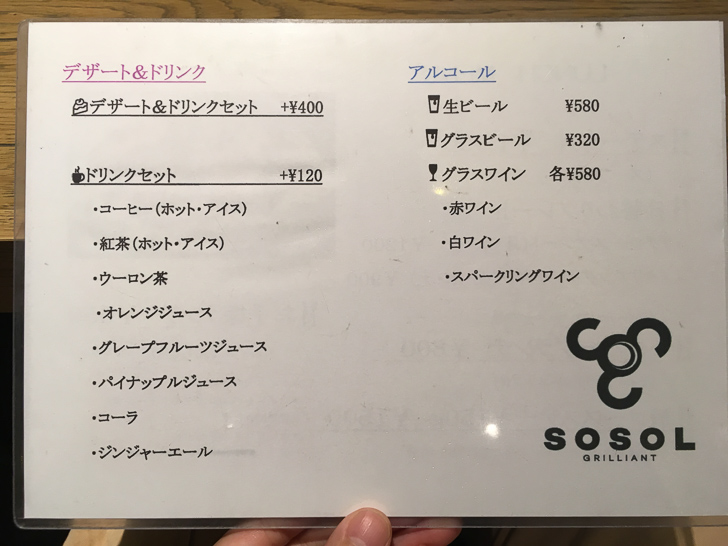 デザート&ドリンク
デザート&ドリンクセット +¥400
ドリンクセット +¥120
・コーヒー(ホット・アイス)
・紅茶(ホット・アイス)
・ウーロン茶
・オレンジジュース
・グレープフルーツジュース
・パイナップルジュース
・コーラ
・ジンジャーエール
アルコール
生ビール ¥580
グラスビール ¥320
グラスワイン 各¥580
・赤ワイン
・白ワイン
・スパークリングワイン
SOSOL
GRILLIANT